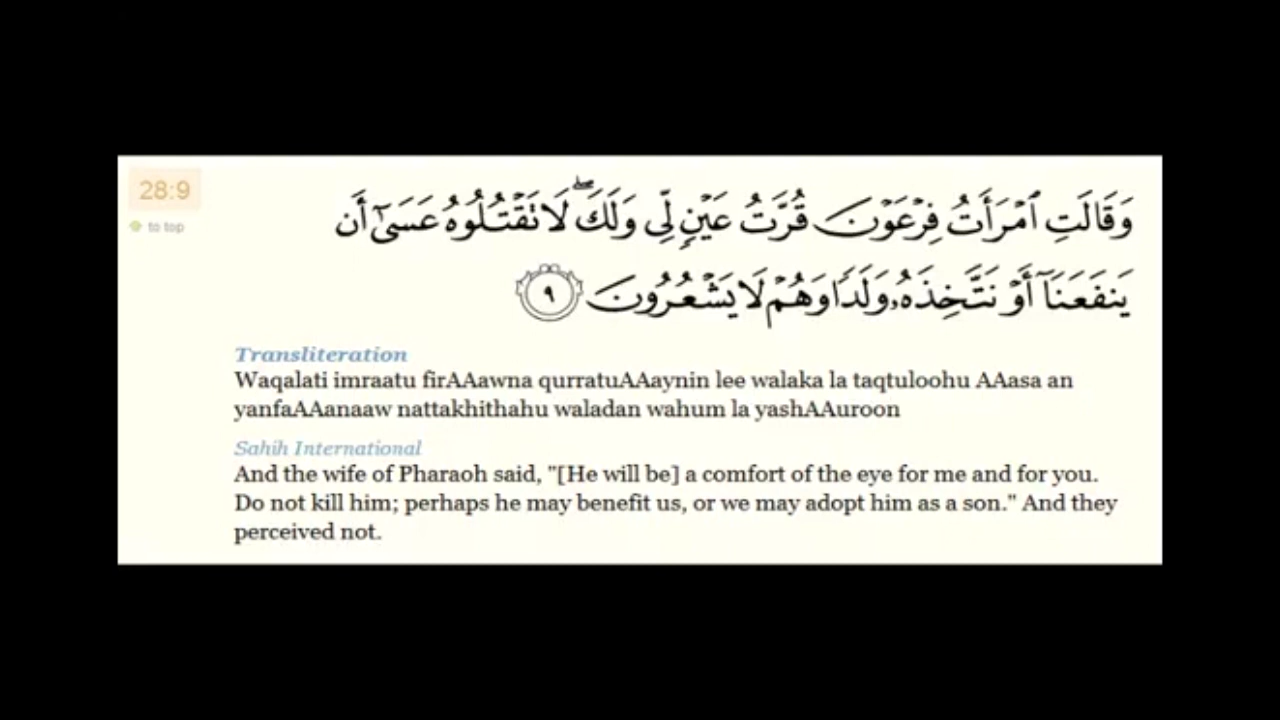 28:9
to top
وَقَالَتِ ٱمْرَأَتُ فِرْعَوْنَ قُرَّتُ عَيْنٍ لِّى وَلَكَ ۖ لَا تَقْتُلُوهُ عَسَىٰٓ أَن
يَنفَعَنَآ أَوْ نَتَّخِذَهُۥ وَلَدًا وَهُمْ لَا يَشْعُرُونَ ٩
Transliteration
Waqalati imraatu firAAawna qurratuAAaynin lee walaka la taqtuloohu AAasa an
yanfaAAanaaw nattakhithahu waladan wahum la yashAAuroon
Sahih International
And the wife of Pharaoh said, "[He will be] a comfort of the eye for me and for you.
Do not kill him; perhaps he may benefit us, or we may adopt him as a son." And they
perceived not.